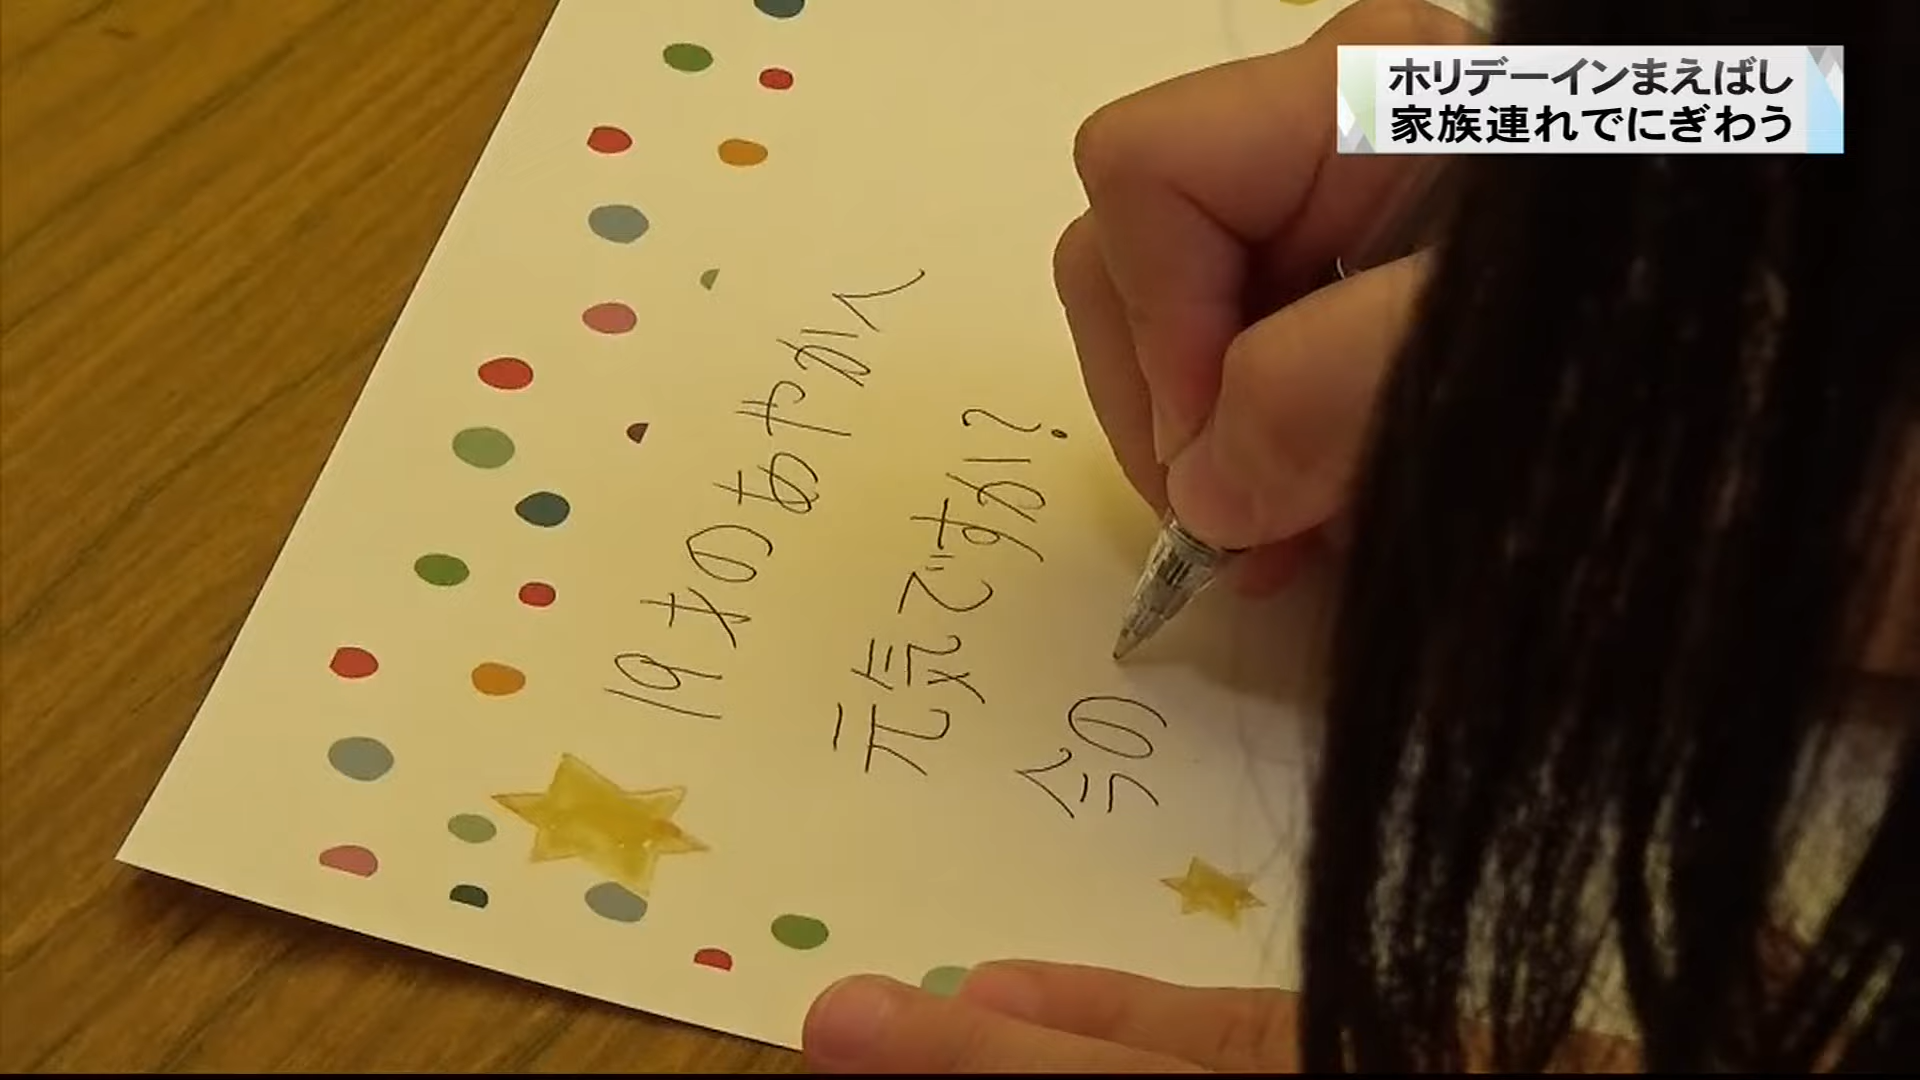 ホリデーインまえばし
家族連れでにぎわう
19才のあやかへ
元気ですか?
今の